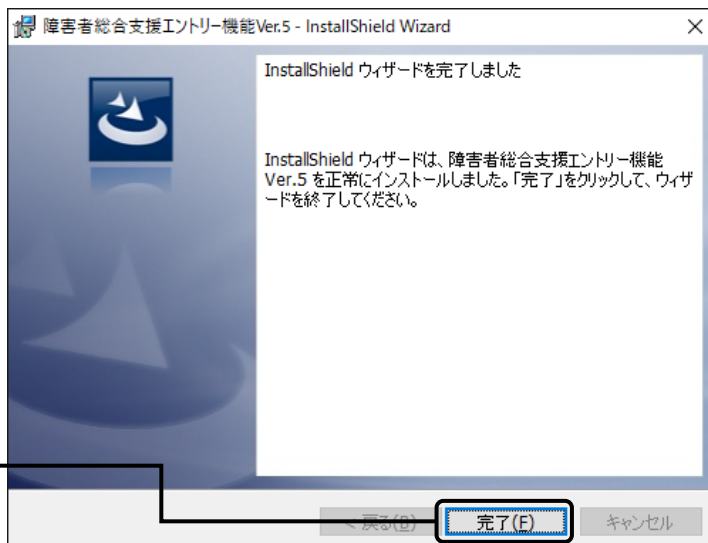 障害者総合支援エントリー機能Ver.5 - InstallShield Wizard
InstallShield ウィザードを完了しました
InstallShield ウィザードは、障害者総合支援エントリー機能
Ver.5 を正常にインストールしました。「完了」をクリックして、ウィザ
ードを終了してください。
< 戻る(B) 完了(F) キャンセル